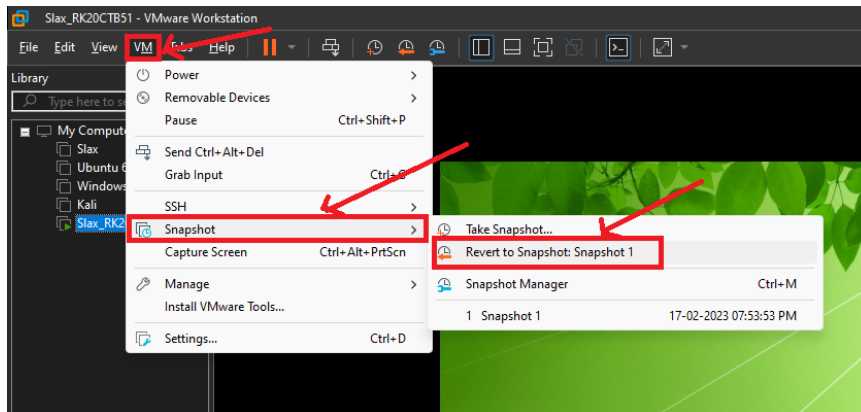 Slax_RK20CTB51 - VMware Workstation
File Edit View VM Tabs Help
Library
Type here to se
My Compute
Slax
Ubuntu 6
Windows
Kali
Slax_RK20
Power
Removable Devices
Pause Ctrl+Shift+P
Send Ctrl+Alt+Del
Grab Input Ctrl+G
SSH
Snapshot
Capture Screen Ctrl+Alt+PrtScn
Manage
Install VMware Tools...
Settings... Ctrl+D
Take Snapshot...
Revert to Snapshot: Snapshot 1
Snapshot Manager Ctrl+M
1 Snapshot 1 17-02-2023 07:53:53 PM